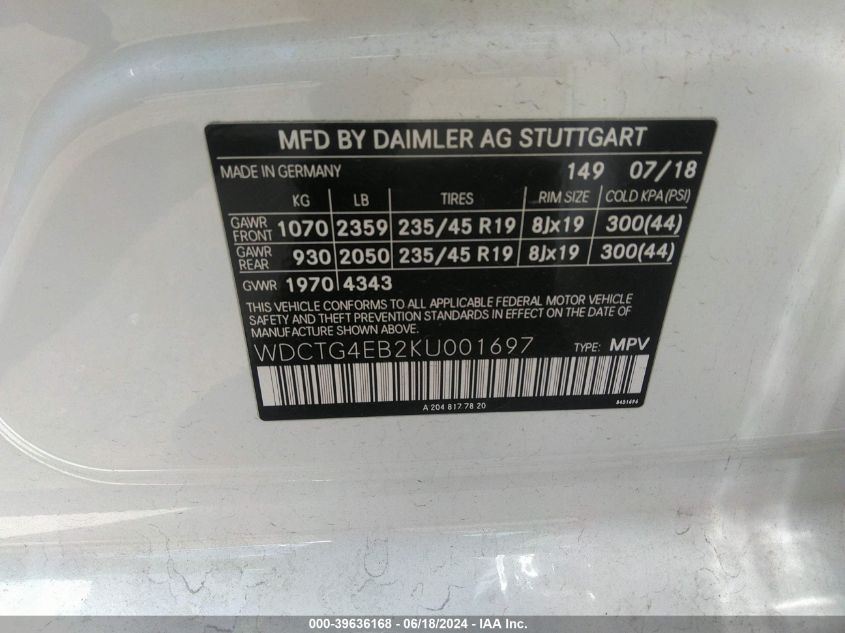 MFD BY DAIMLER AG STUTTGART
MADE IN GERMANY 149 07/18
KG LB TIRES RIM SIZE COLD KPA (PSI)
GAWR FRONT 1070 2359 235/45 R19 8Jx19 300(44)
GAWR REAR 930 2050 235/45 R19 8Jx19 300(44)
GVWR 1970 4343
THIS VEHICLE CONFORMS TO ALL APPLICABLE FEDERAL MOTOR VEHICLE
SAFETY AND THEFT PREVENTION STANDARDS IN EFFECT ON THE DATE OF
MANUFACTURE SHOWN ABOVE.
WDCTG4EB2KU001697 TYPE: MPV
A 204 817 78 20
000-39636168 - 06/18/2024 - IAAI.com